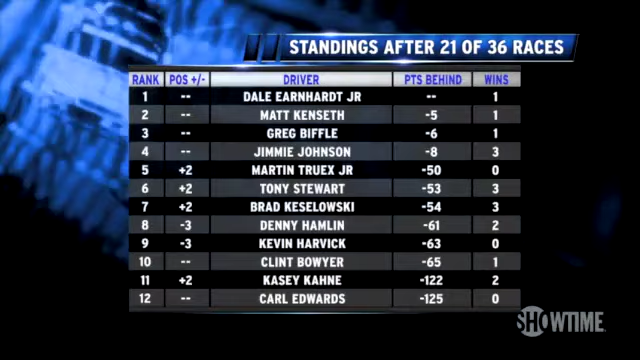 STANDINGS AFTER 21 OF 36 RACES
RANK POS +/- DRIVER PTS BEHIND WINS
1 -- DALE EARNHARDT JR -- 1
2 -- MATT KENSETH -5 1
3 -- GREG BIFFLE -6 1
4 -- JIMMIE JOHNSON -8 3
5 +2 MARTIN TRUEX JR -50 0
6 +2 TONY STEWART -53 3
7 +2 BRAD KESELOWSKI -54 3
8 -3 DENNY HAMLIN -61 2
9 -3 KEVIN HARVICK -63 0
10 -- CLINT BOWYER -65 1
11 +2 KASEY KAHNE -122 2
12 -- CARL EDWARDS -125 0
SHOWTIME